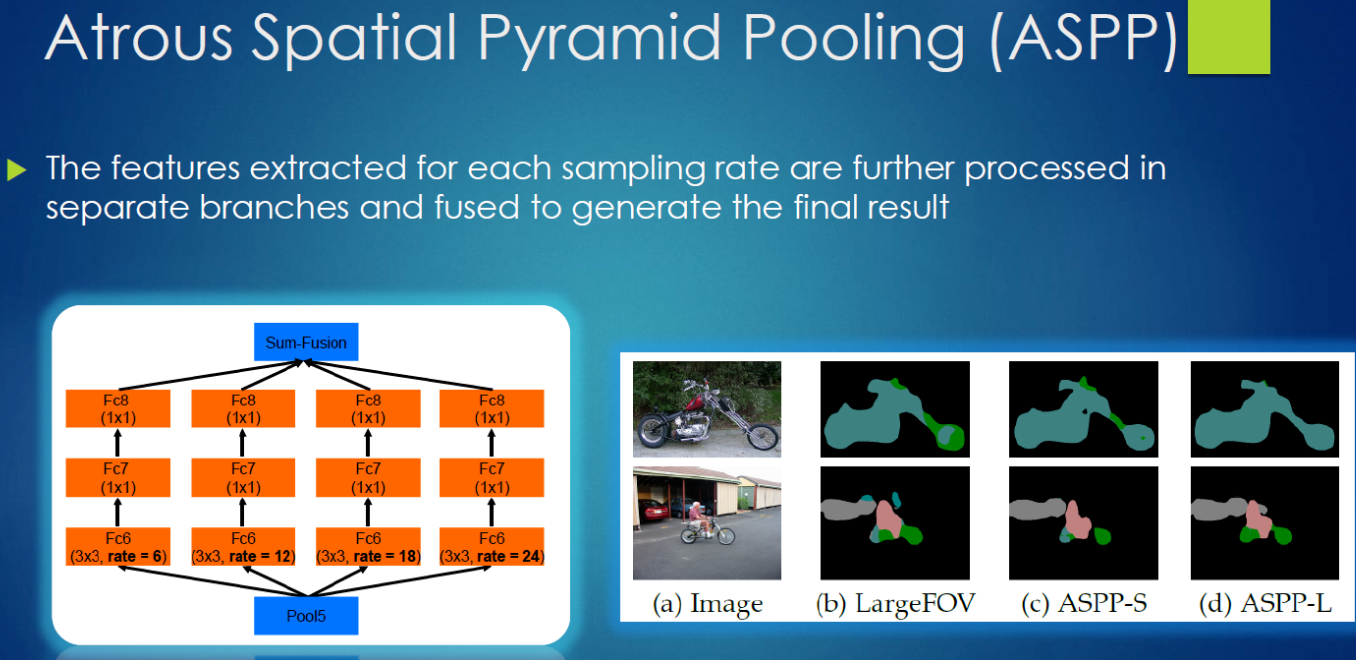 Atrous Spatial Pyramid Pooling (ASPP)
The features extracted for each sampling rate are further processed in
separate branches and fused to generate the final result
Sum-Fusion
Fc8
(1x1)
Fc8
(1x1)
Fc8
(1x1)
Fc8
(1x1)
Fc7
(1x1)
Fc7
(1x1)
Fc7
(1x1)
Fc7
(1x1)
Fc6
(3x3, rate = 6)
Fc6
(3x3, rate = 12)
Fc6
(3x3, rate = 18)
Fc6
(3x3, rate = 24)
Pool5
(a) Image
(b) LargeFOV
(c) ASPP-S
(d) ASPP-L